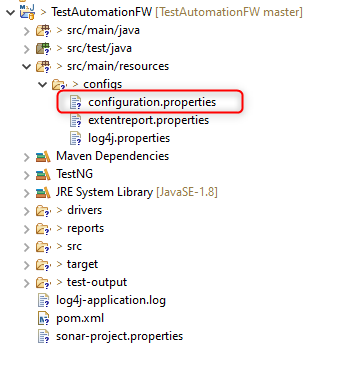 TestAutomationFW [TestAutomationFW master]
> src/main/java
> src/test/java
> src/main/resources
> configs
> configuration.properties
> extentreport.properties
> log4j.properties
Maven Dependencies
TestNG
JRE System Library [JavaSE-1.8]
> drivers
> reports
> src
> target
> test-output
log4j-application.log
pom.xml
sonar-project.properties